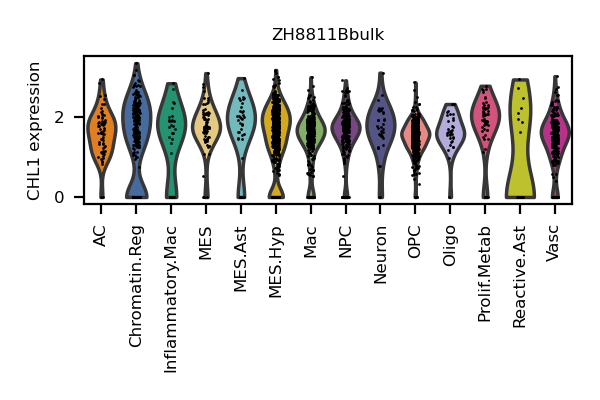 ZH8811Bbulk
CHL1 expression
2
0
AC
Chromatin.Reg
Inflammatory.Mac
MES
MES.Ast
MES.Hyp
Mac
NPC
Neuron
OPC
Oligo
Prolif.Metab
Reactive.Ast
Vasc